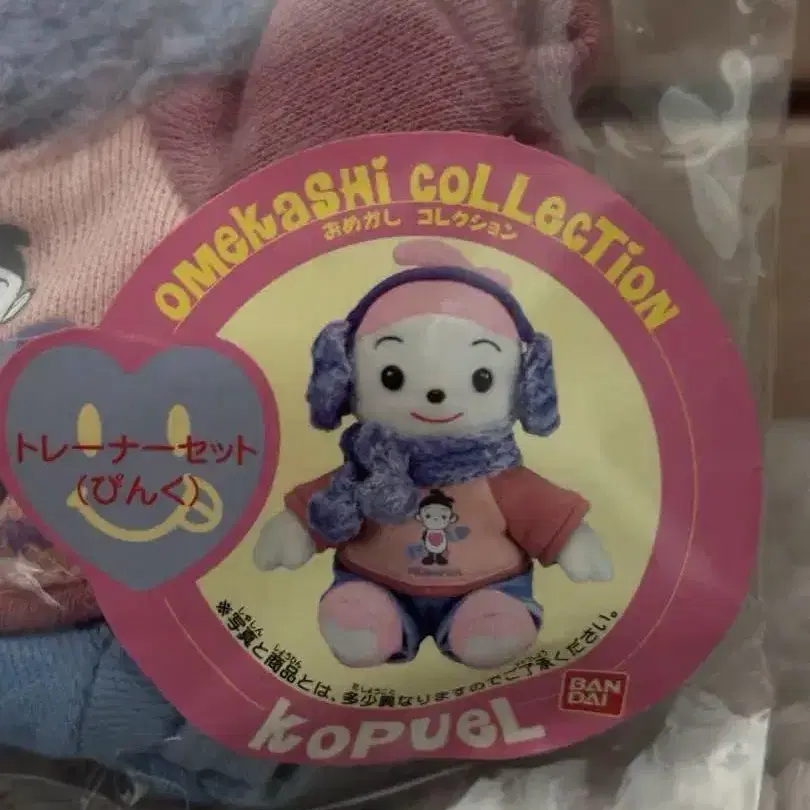 OMeKaSHi COLLeCTiON
おめかし コレクション
トレーナーセット
(ぴんく)
※写真と商品とは、多少異なりますのでご了承ください。
BAN
DAI
KOPUeL